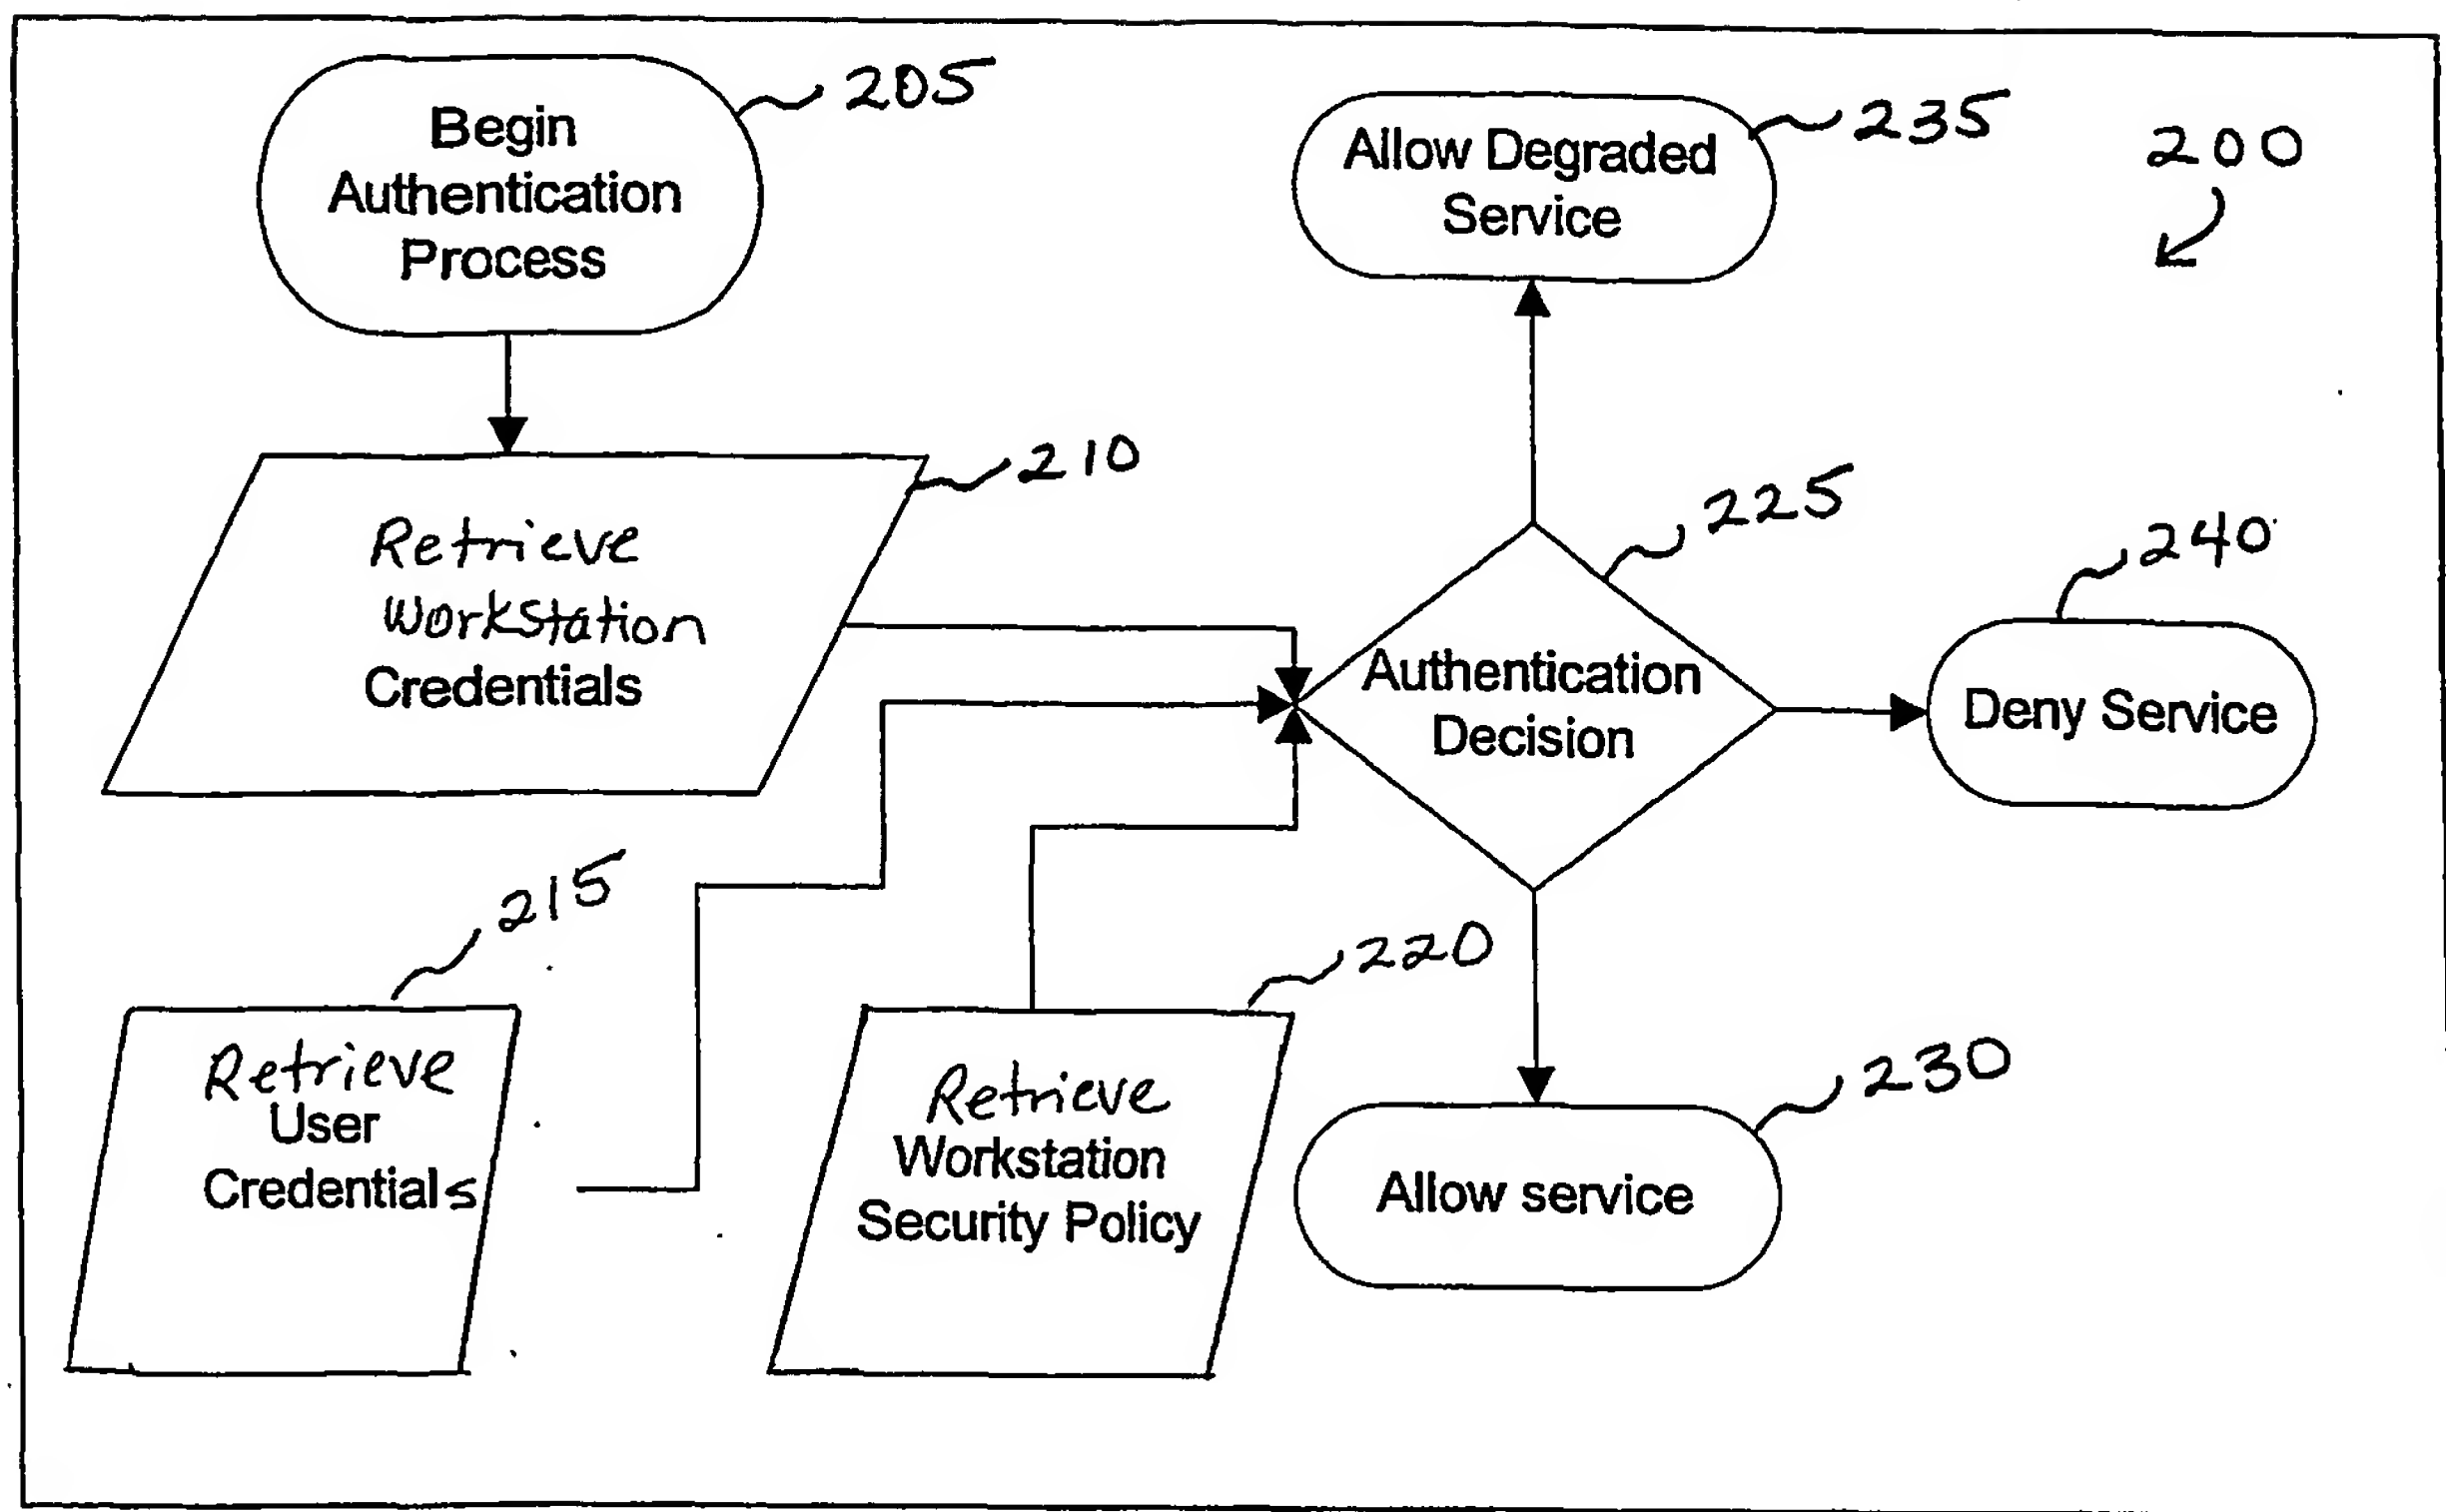 Begin
Authentication
Process
205
Allow Degraded
Service
235
200
Retrieve
Workstation
Credentials
210
Authentication
Decision
225
Deny Service
240
Retrieve
User
Credentials
215
Retrieve
Workstation
Security Policy
220
Allow service
230